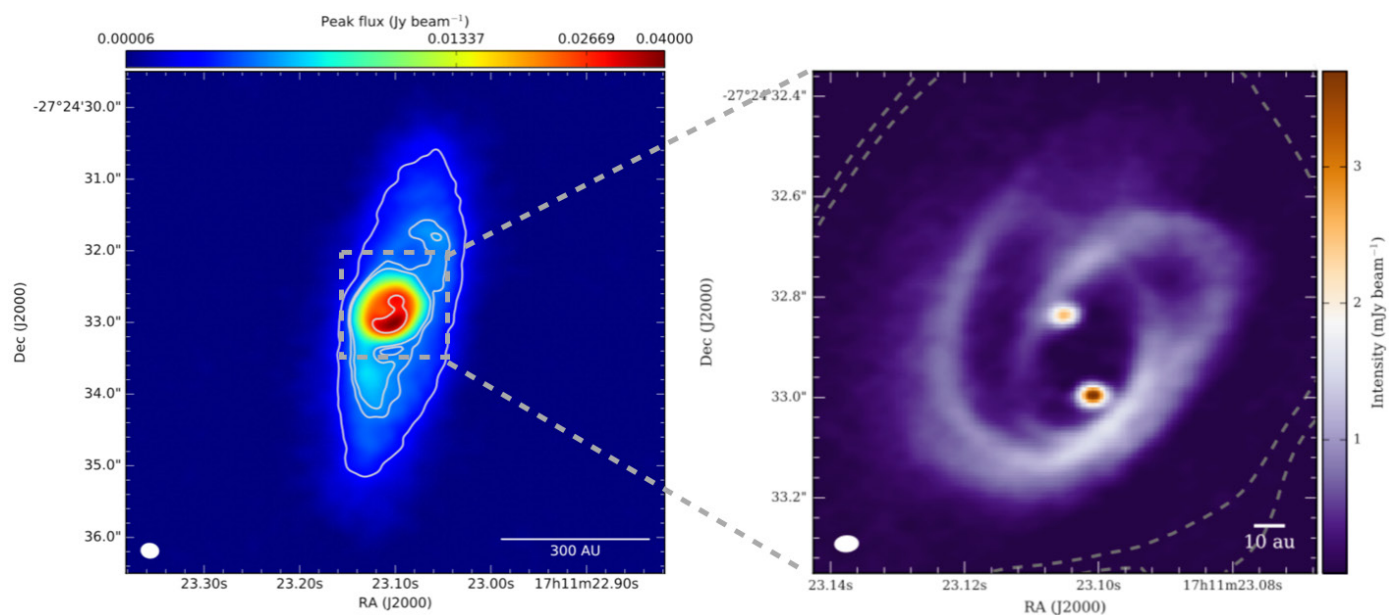 Peak flux (Jy beam⁻¹)
0.00006 0.01337 0.02669 0.04000
-27°24'30.0"
31.0"
32.0"
33.0"
34.0"
35.0"
36.0"
Dec (J2000)
300 AU
23.30s 23.20s 23.10s 23.00s 17h11m22.90s
RA (J2000)
-27°24'32.4"
32.6"
32.8"
33.0"
33.2"
Dec (J2000)
10 au
23.14s 23.12s 23.10s 17h11m23.08s
RA (J2000)
3
2
1
Intensity (mJy beam⁻¹)